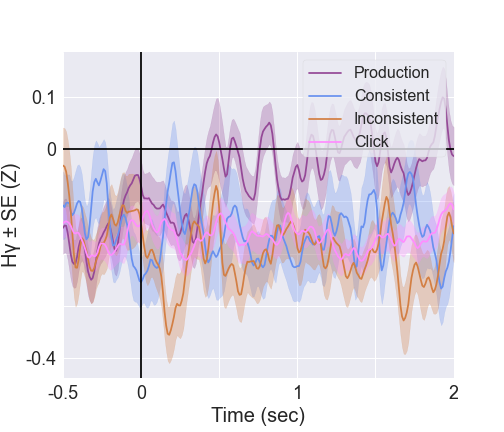 Production
Consistent
Inconsistent
Click
0.1
0
-0.4
Hγ ± SE (Z)
-0.5
0
1
2
Time (sec)